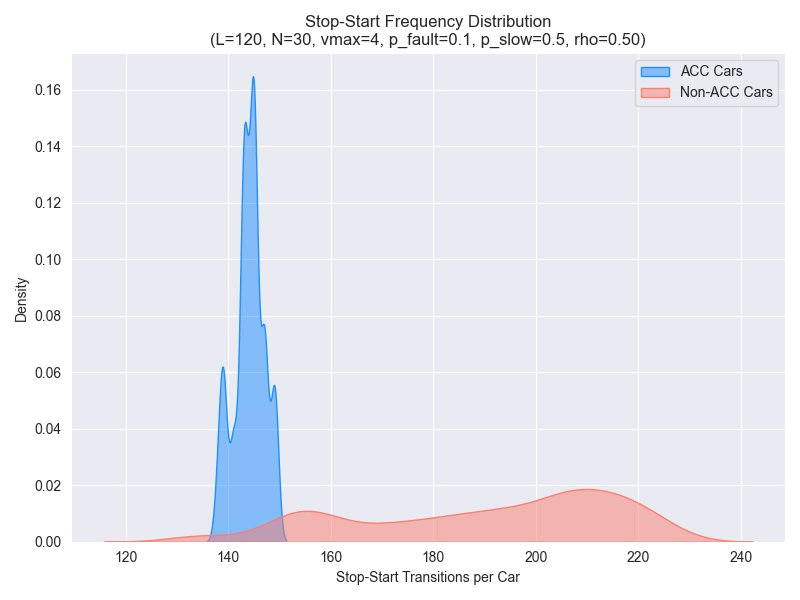 Stop-Start Frequency Distribution
(L=120, N=30, vmax=4, p_fault=0.1, p_slow=0.5, rho=0.50)
ACC Cars
Non-ACC Cars
Density
0.16
0.14
0.12
0.10
0.08
0.06
0.04
0.02
0.00
120 140 160 180 200 220 240
Stop-Start Transitions per Car